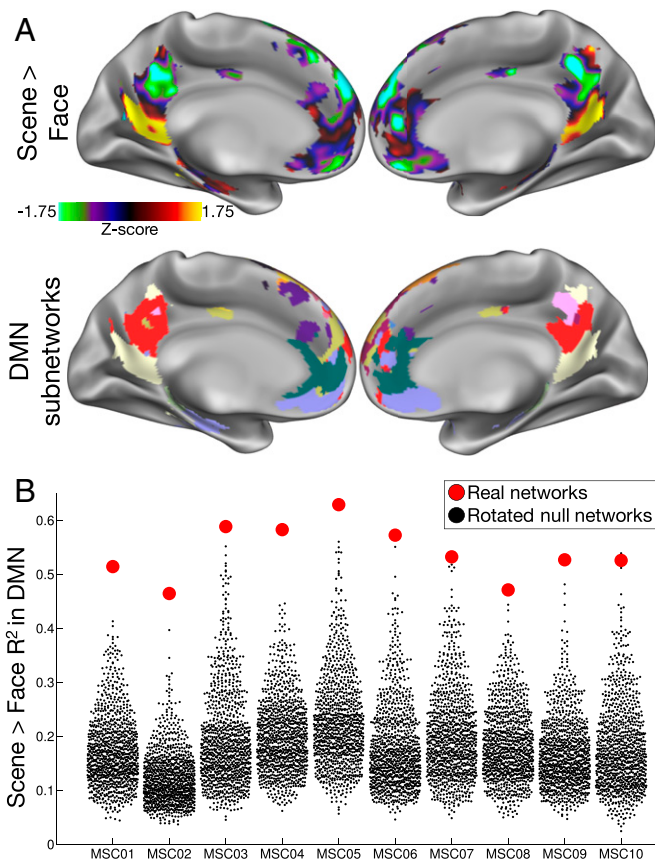 A
Scene >
Face
-1.75
1.75
Z-score
DMN
subnetworks
B
Real networks
Rotated null networks
Scene > Face R² in DMN
0.6
0.5
0.4
0.3
0.2
0.1
0
MSC01 MSC02 MSC03 MSC04 MSC05 MSC06 MSC07 MSC08 MSC09 MSC10